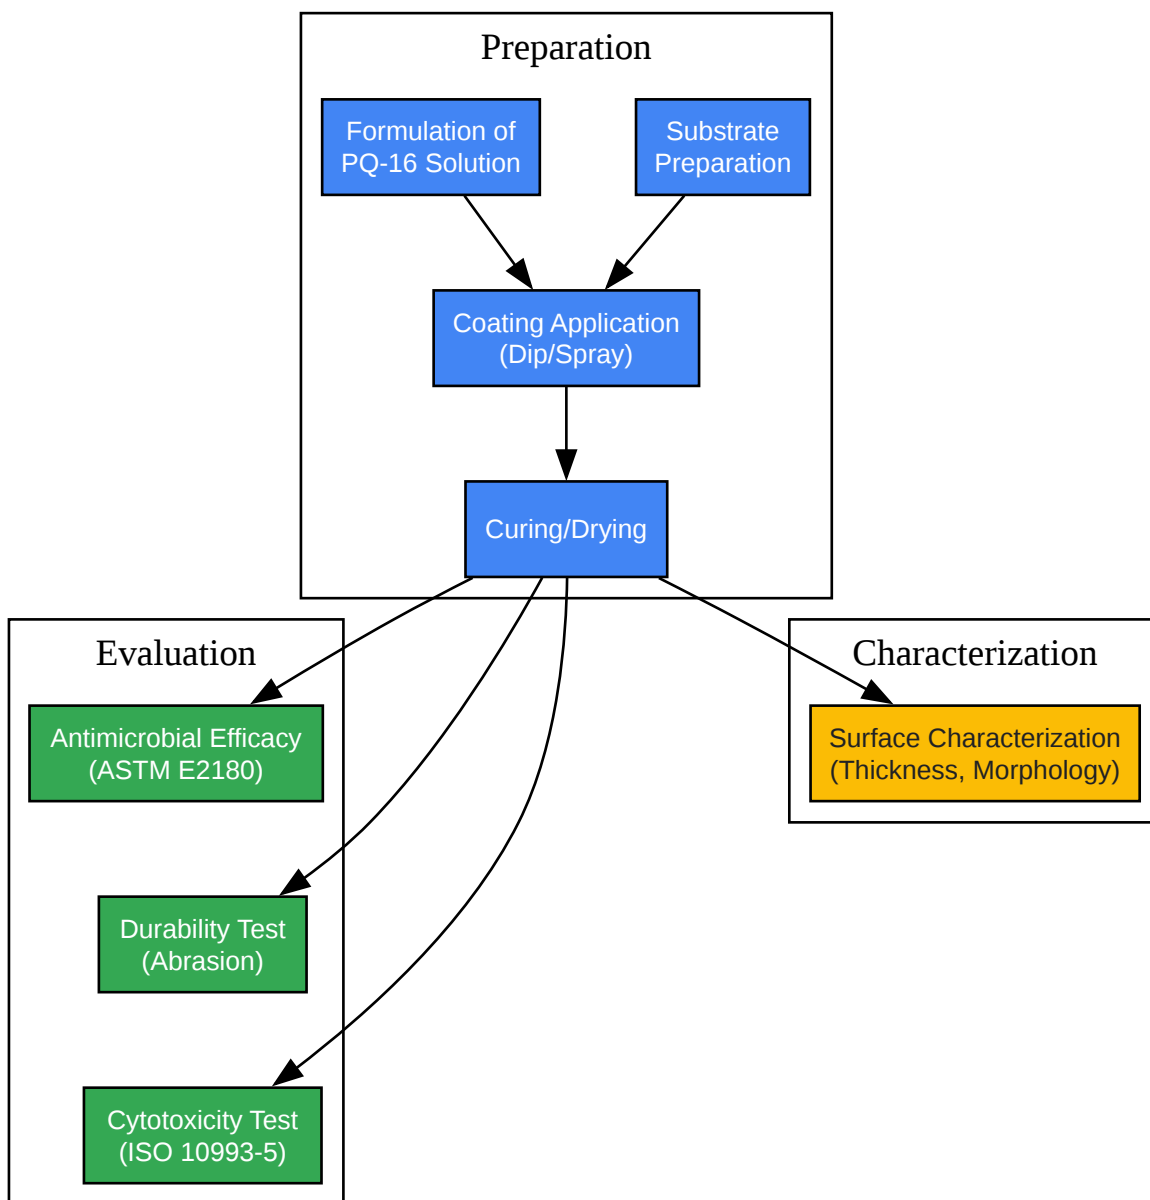 Preparation
Formulation of
PQ-16 Solution
Substrate
Preparation
Coating Application
(Dip/Spray)
Curing/Drying
Evaluation
Antimicrobial Efficacy
(ASTM E2180)
Durability Test
(Abrasion)
Cytotoxicity Test
(ISO 10993-5)
Characterization
Surface Characterization
(Thickness, Morphology)